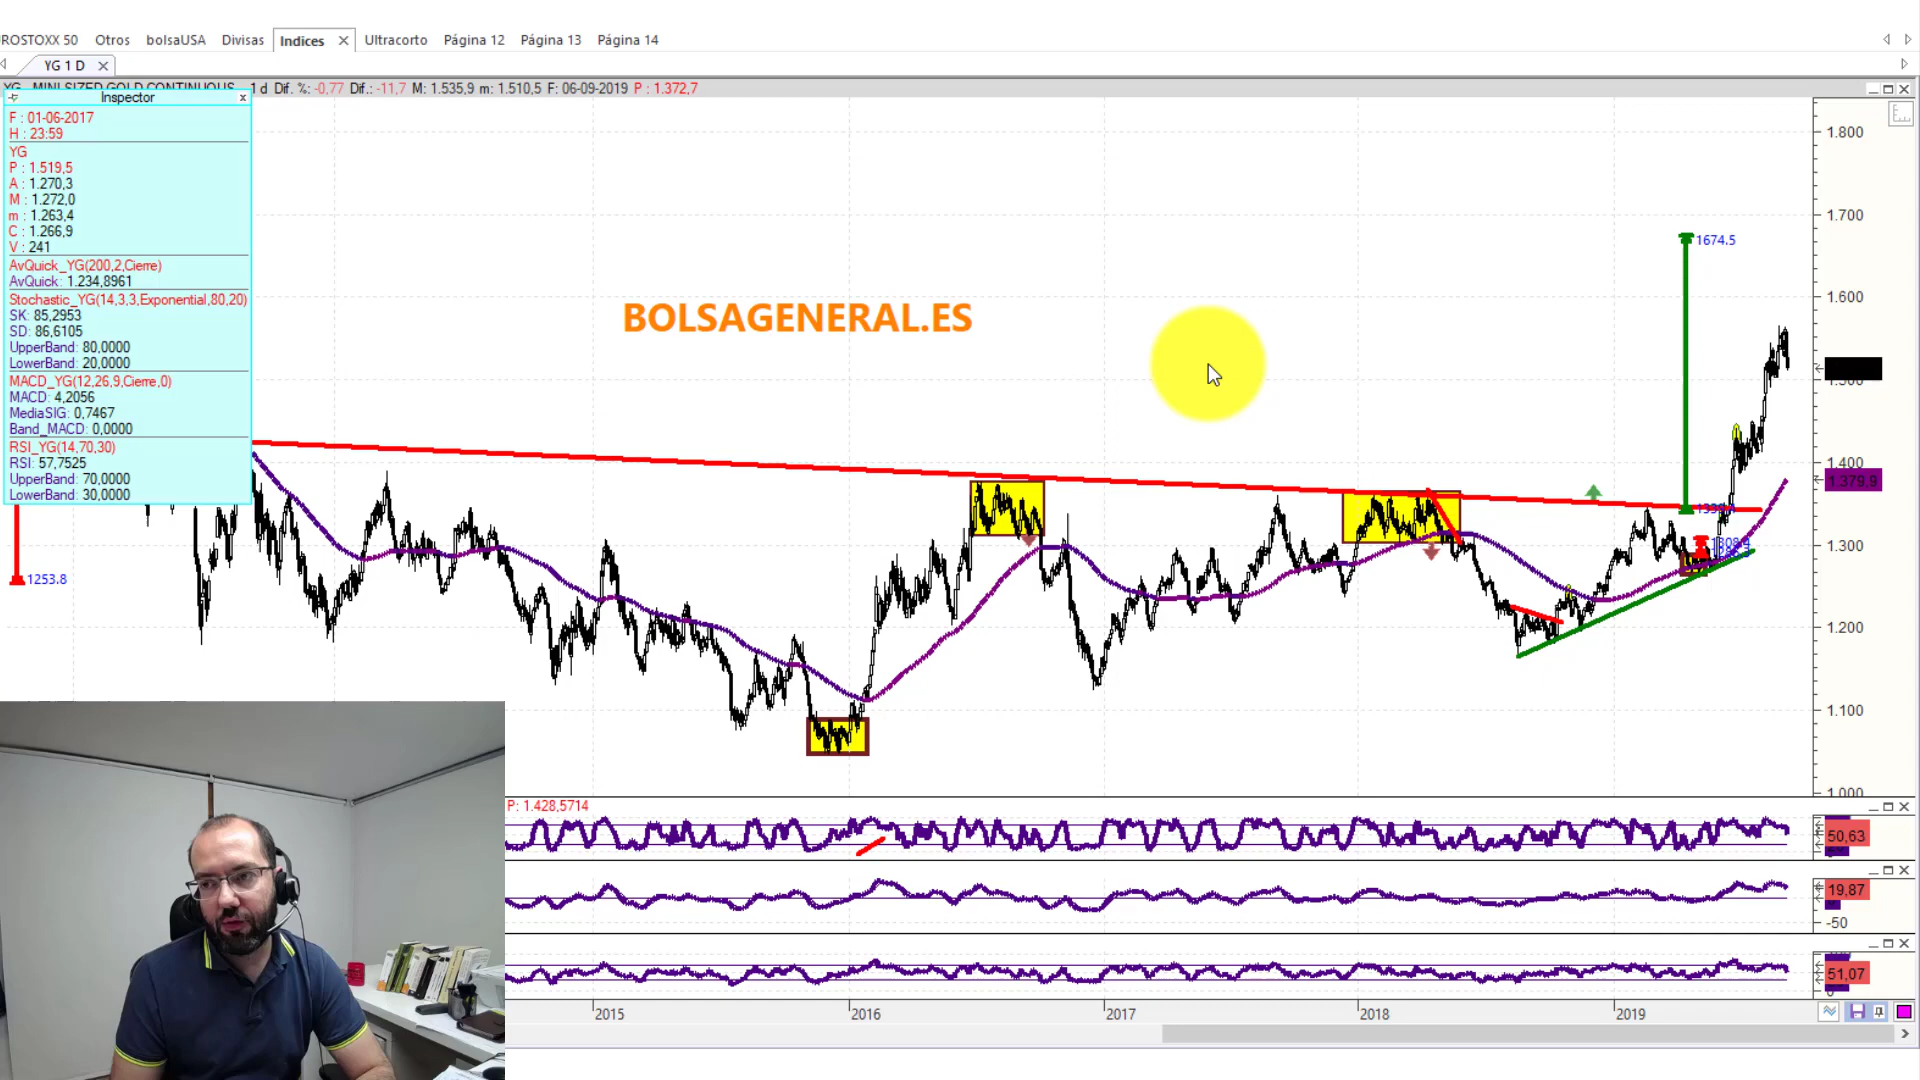 ROSTOXX 50 Otros bolsaUSA Divisas Indices Ultracorto Página 12 Página 13 Página 14
YG 1 D
YG MINI SIZED GOLD CONTINUOUS 1 d Dif. %: -0,77 Dif.: -11,7 M: 1.535,9 m: 1.510,5 F: 06-09-2019 P : 1.372,7
Inspector
F : 01-06-2017
H : 23:59
YG
P : 1.519,5
A : 1.270,3
M : 1.272,0
m : 1.263,4
C : 1.266,9
V : 241
AvQuick_YG(200,2,Cierre)
AvQuick: 1.234,8961
Stochastic_YG(14,3,3,Exponential,80,20)
SK: 85,2953
SD: 86,6105
UpperBand: 80,0000
LowerBand: 20,0000
MACD_YG(12,26,9,Cierre,0)
MACD: 4,2056
MediaSIG: 0,7467
Band_MACD: 0,0000
RSI_YG(14,70,30)
RSI: 57,7525
UpperBand: 70,0000
LowerBand: 30,0000
BOLSAGENERAL.ES
1674.5
1253.8
1.800
1.700
1.600
1.500
1.400
1.379,9
1.300
1.200
1.100
1.000
P: 1.428,5714
50,63
19,87
-50
51,07
0
2015 2016 2017 2018 2019